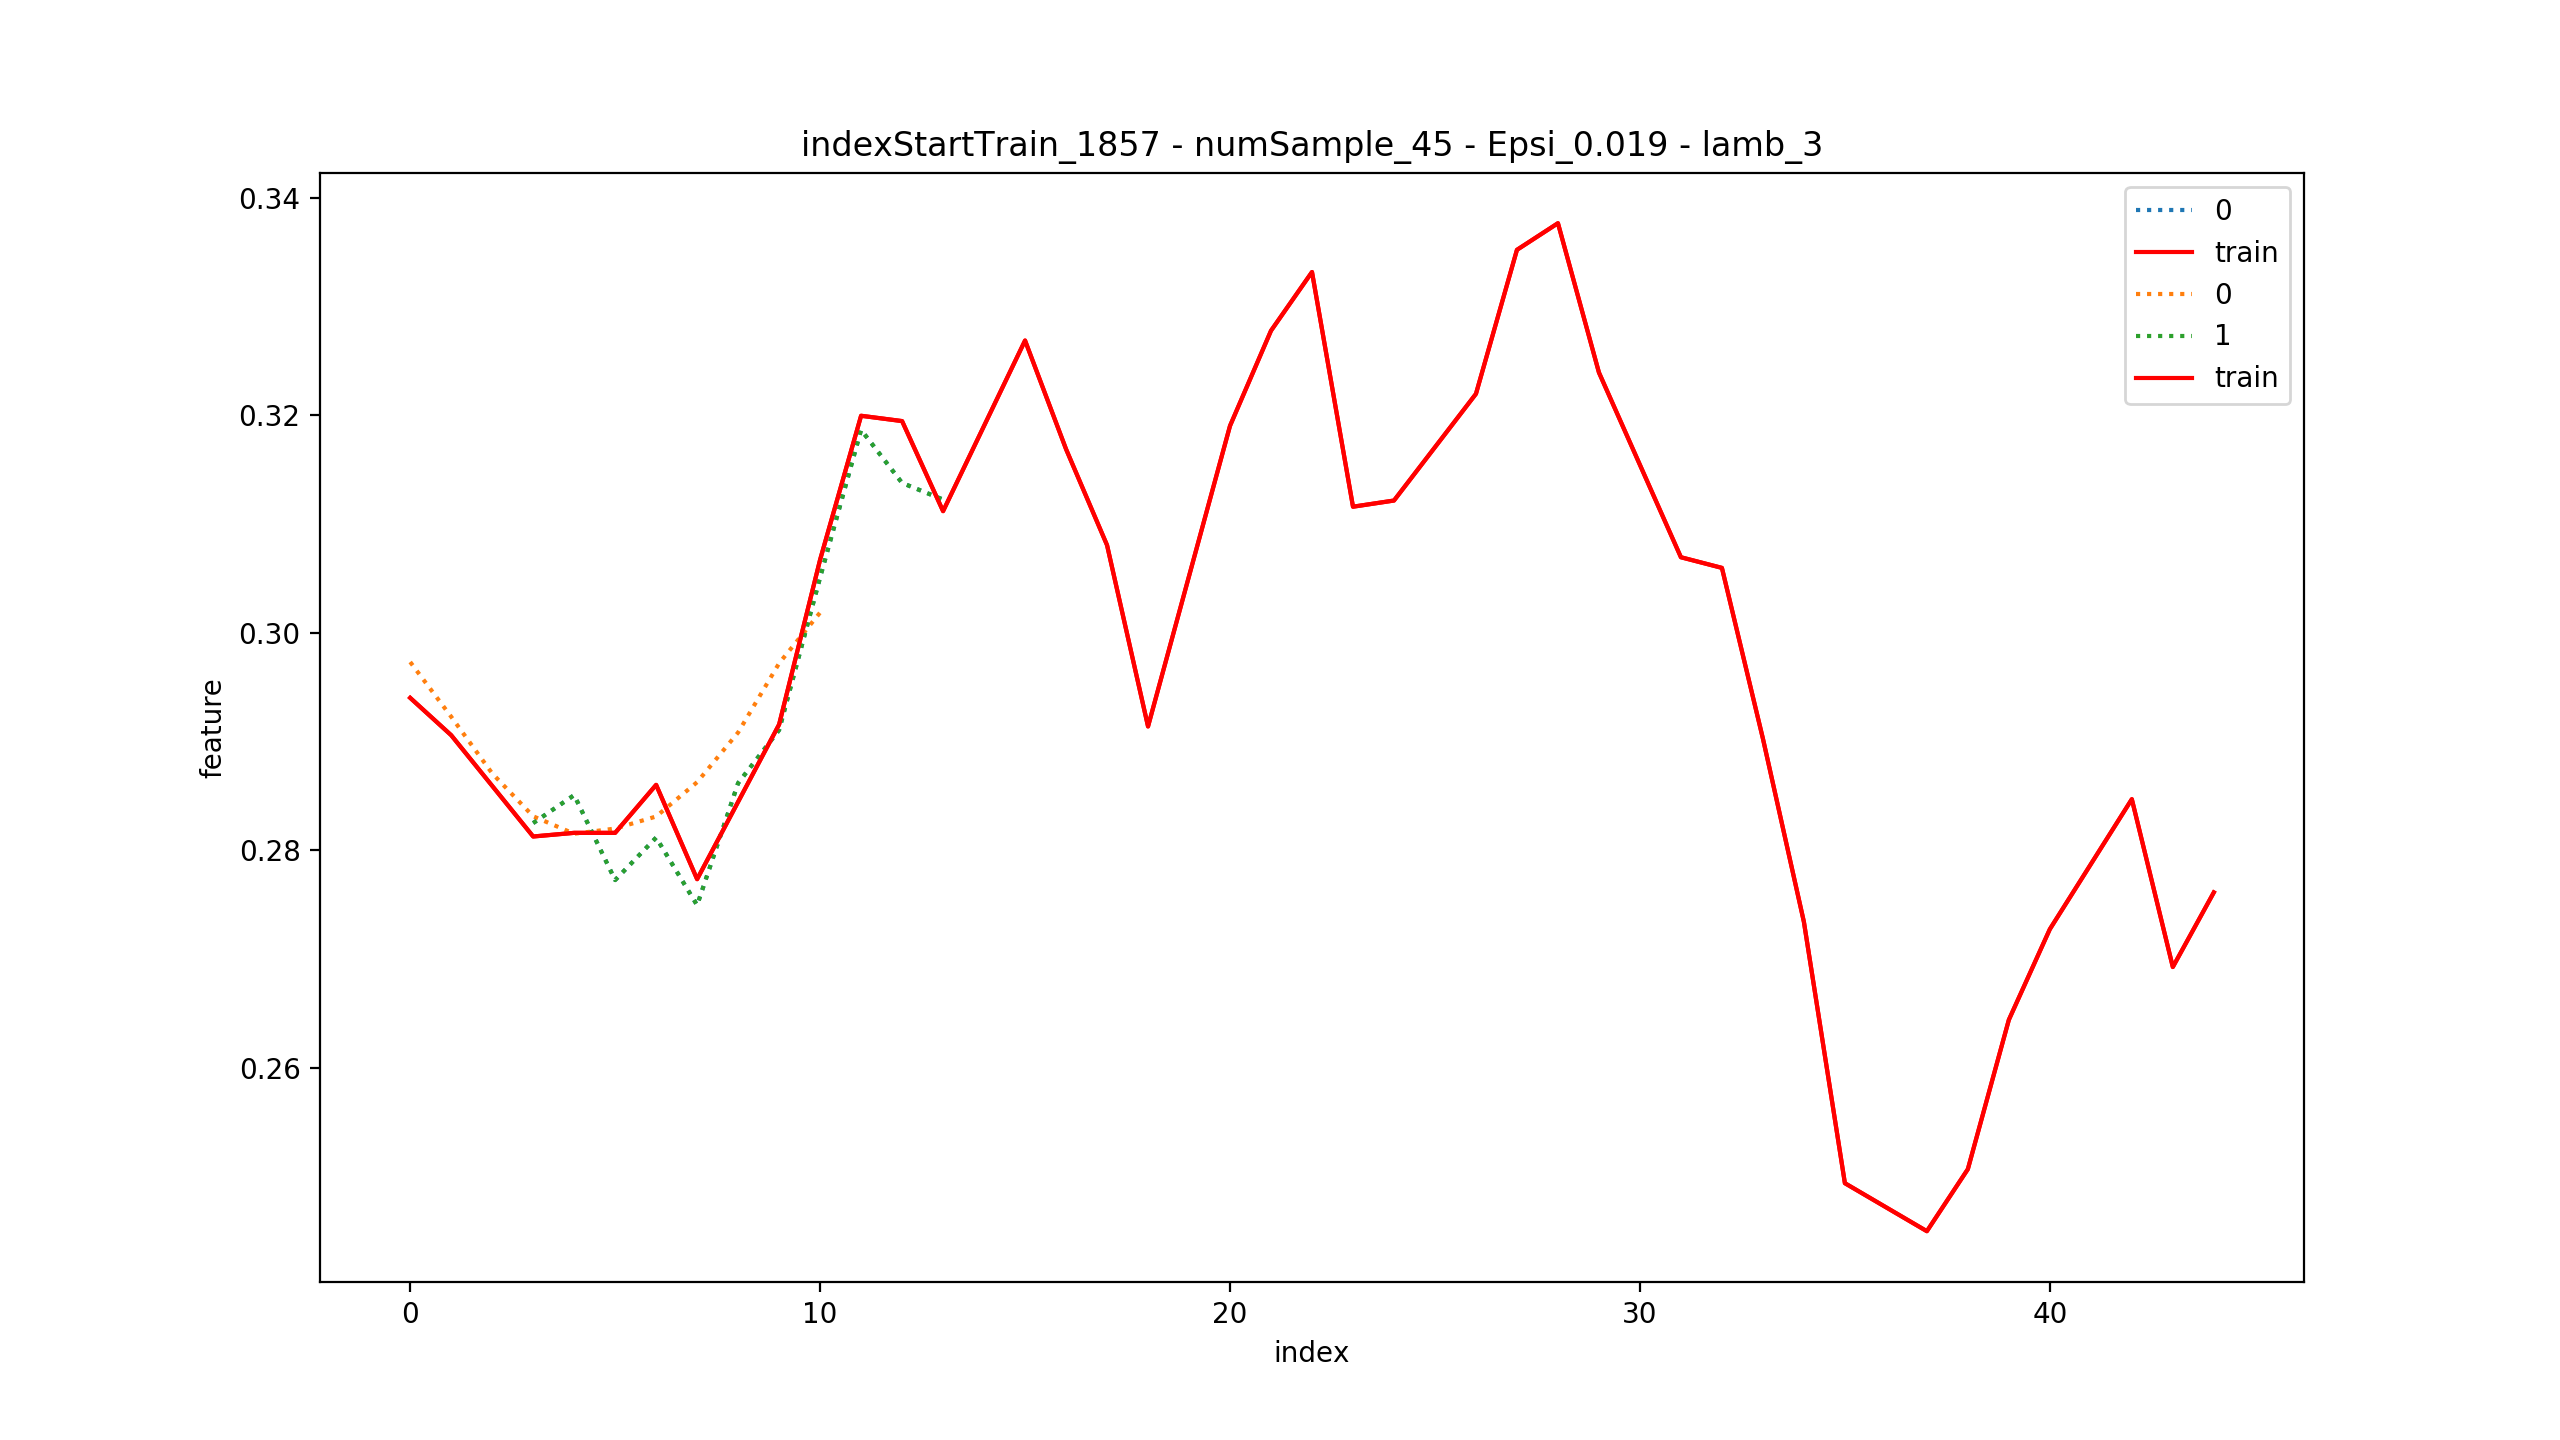 indexStartTrain_1857 - numSample_45 - Epsi_0.019 - lamb_3
0.34
0.32
0.30
0.28
0.26
feature
0
train
0
1
train
0
10
20
30
40
index